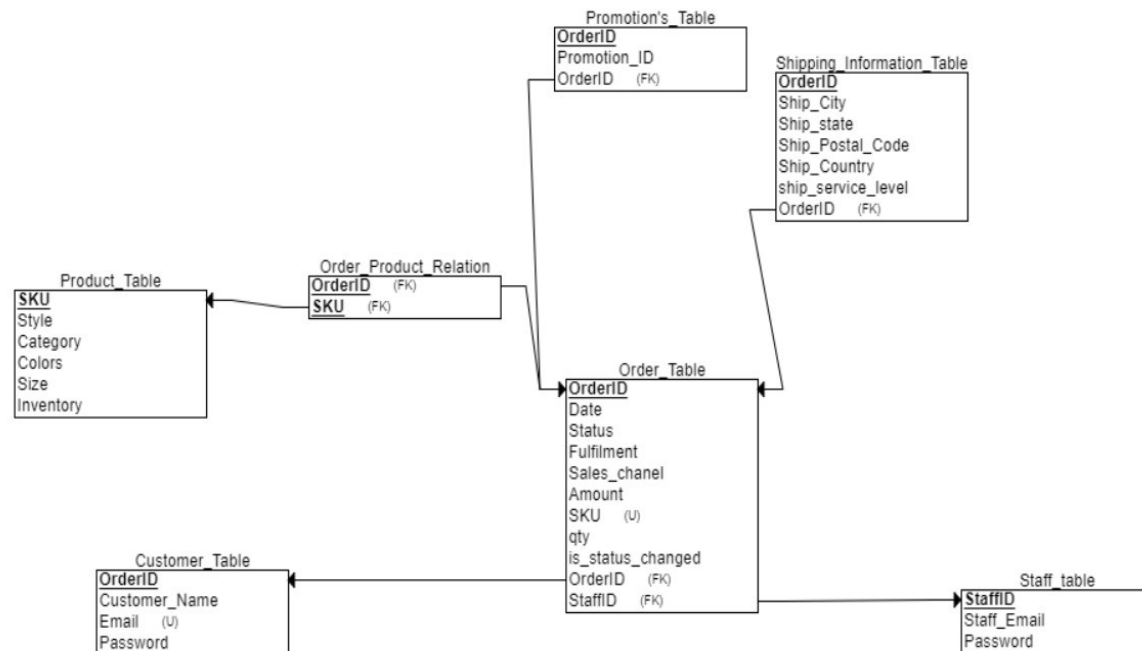 Promotion's_Table
OrderID
Promotion_ID
OrderID (FK)
Shipping_Information_Table
OrderID
Ship_City
Ship_state
Ship_Postal_Code
Ship_Country
ship_service_level
OrderID (FK)
Product_Table
SKU
Style
Category
Colors
Size
Inventory
Order_Product_Relation
OrderID (FK)
SKU (FK)
Order_Table
OrderID
Date
Status
Fulfilment
Sales_chanel
Amount
SKU (U)
qty
is_status_changed
OrderID (FK)
StaffID (FK)
Customer_Table
OrderID
Customer_Name
Email (U)
Password
Staff_table
StaffID
Staff_Email
Password